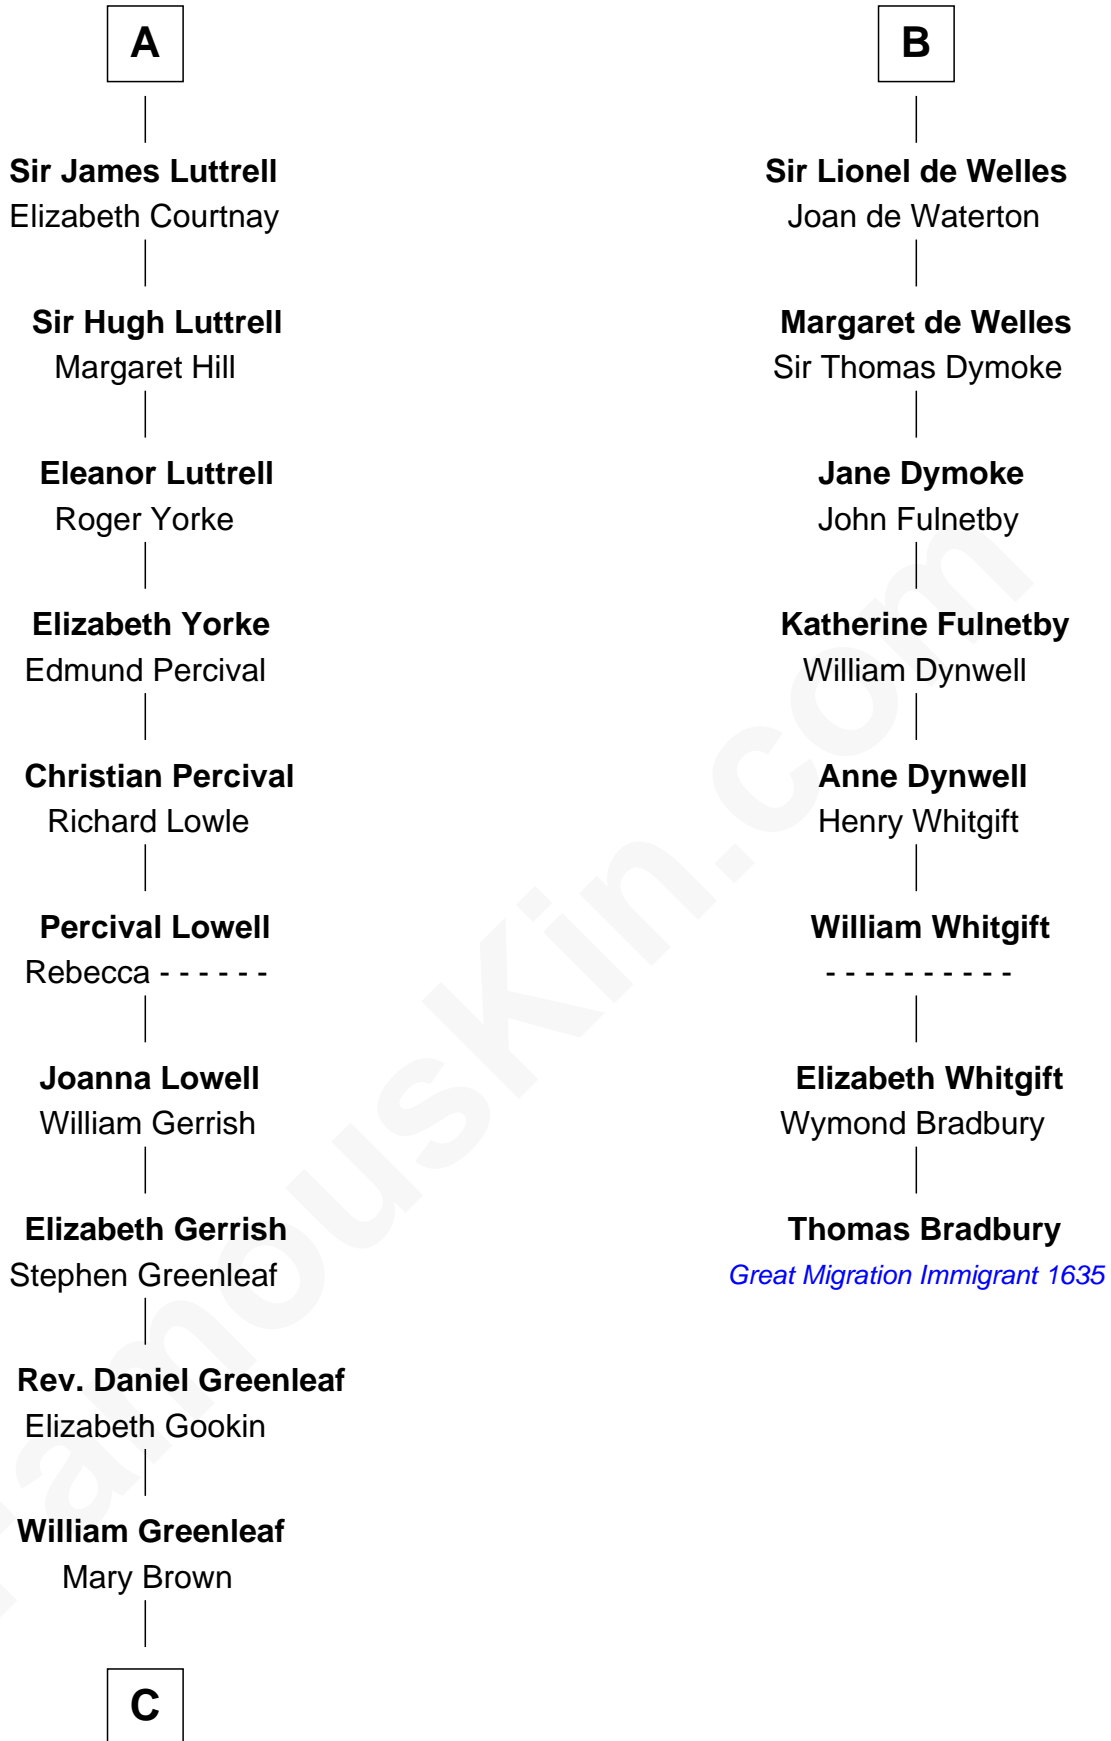 A
Sir James Luttrell
Elizabeth Courtnay
Sir Hugh Luttrell
Margaret Hill
Eleanor Luttrell
Roger Yorke
Elizabeth Yorke
Edmund Percival
Christian Percival
Richard Lowle
Percival Lowell
Rebecca - - - - - -
Joanna Lowell
William Gerrish
Elizabeth Gerrish
Stephen Greenleaf
Rev. Daniel Greenleaf
Elizabeth Gookin
William Greenleaf
Mary Brown
C
B
Sir Lionel de Welles
Joan de Waterton
Margaret de Welles
Sir Thomas Dymoke
Jane Dymoke
John Fulnetby
Katherine Fulnetby
William Dynwell
Anne Dynwell
Henry Whitgift
William Whitgift
- - - - - - - - - -
Elizabeth Whitgift
Wymond Bradbury
Thomas Bradbury
Great Migration Immigrant 1635
FamousKin.com